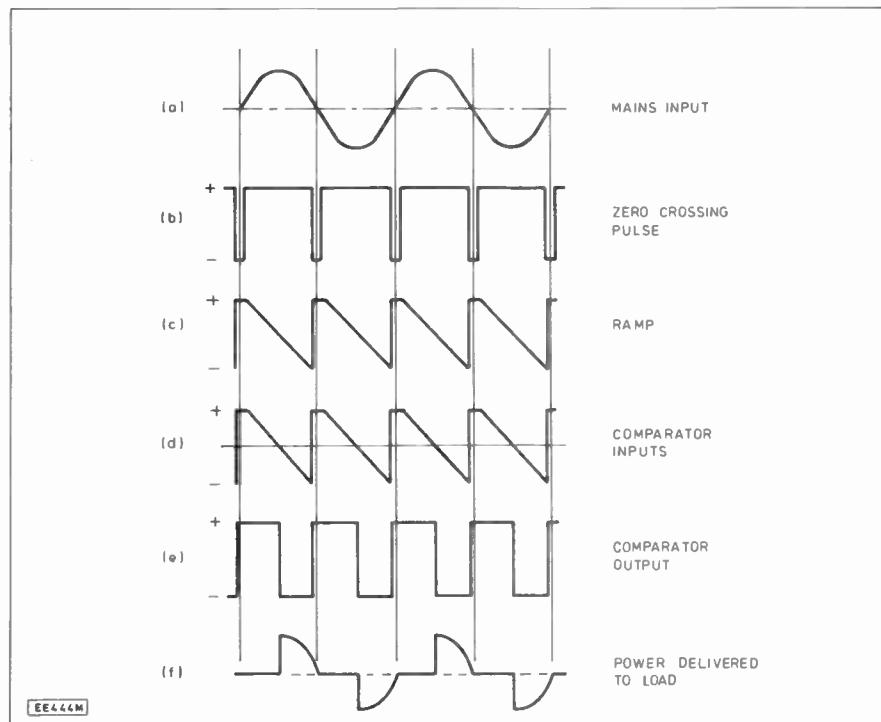 (a) MAINS INPUT
+
(b) ZERO CROSSING
PULSE
−
+
(c) RAMP
−
+
(d) COMPARATOR
INPUTS
−
+
(e) COMPARATOR
OUTPUT
−
(f) POWER DELIVERED
TO LOAD
EE444M